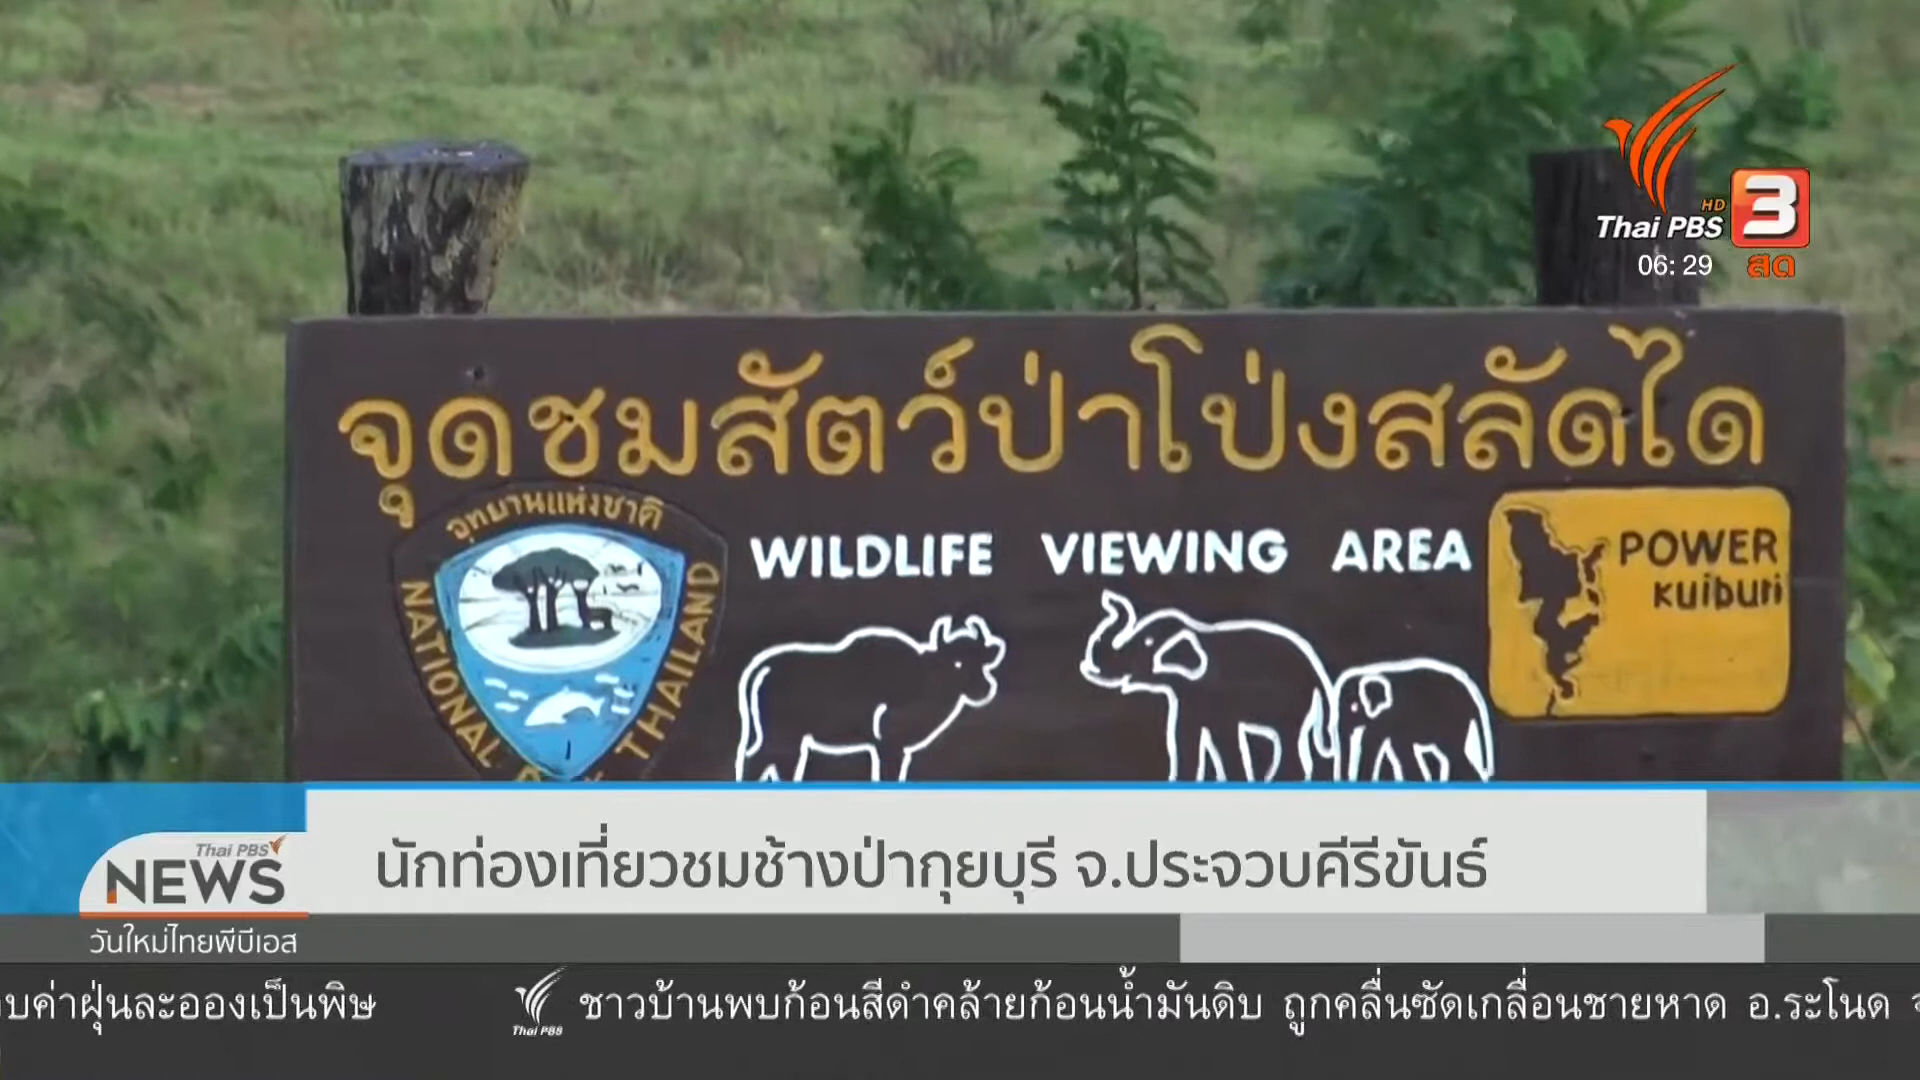 HD
Thai PBS 3
06: 29 สด
จุดชมสัตว์ป่าโป่งสลัดได
อุทยานแห่งชาติ
NATIONAL THAILAND
WILDLIFE VIEWING AREA
POWER
Kuiburi
Thai PBS
NEWS
นักท่องเที่ยวชมช้างป่ากุยบุรี จ.ประจวบคีรีขันธ์
วันใหม่ไทยพีบีเอส
บค่าฝุ่นละอองเป็นพิษ
Thai PBS
ชาวบ้านพบก้อนสีดำคล้ายก้อนน้ำมันดิบ ถูกคลื่นซัดเกลื่อนชายหาด อ.ระโนด